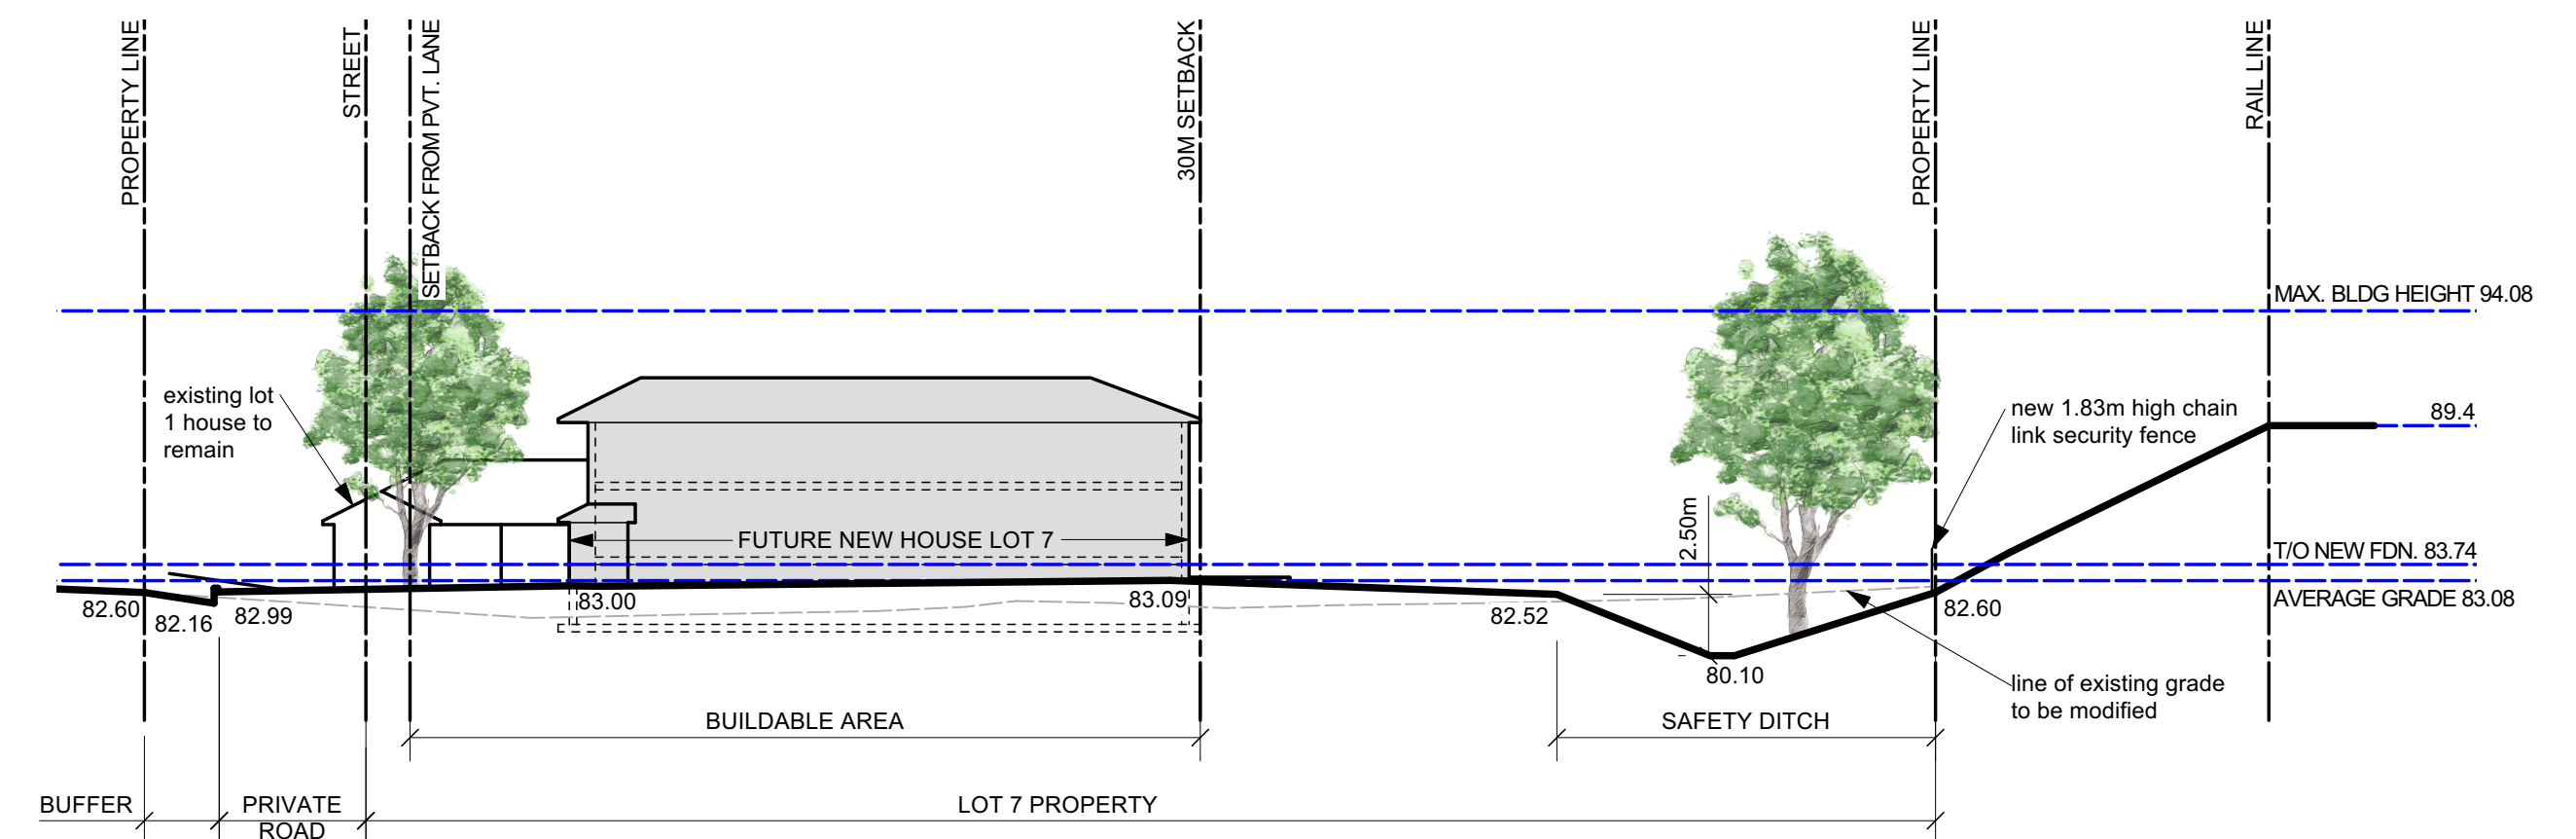 PROPERTY LINE
STREET
SETBACK FROM PVT. LANE
30M SETBACK
PROPERTY LINE
RAIL LINE
MAX. BLDG HEIGHT 94.08
existing lot
1 house to
remain
new 1.83m high chain
link security fence
89.4
2.50m
FUTURE NEW HOUSE LOT 7
T/O NEW FDN. 83.74
AVERAGE GRADE 83.08
82.60
82.16
82.99
83.00
83.09
82.52
82.60
80.10
line of existing grade
to be modified
BUILDABLE AREA
SAFETY DITCH
BUFFER
PRIVATE
ROAD
LOT 7 PROPERTY